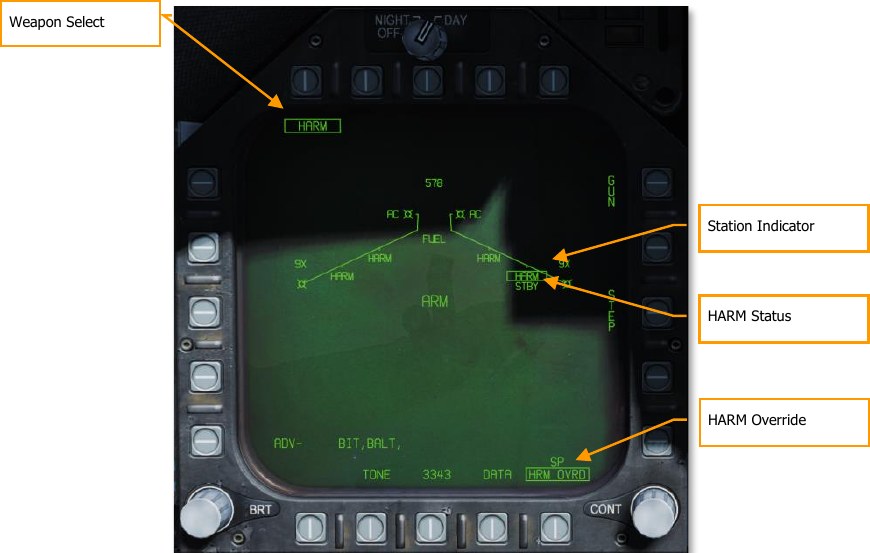 Weapon Select
NIGHT DAY
OFF
HARM
578
GUN
AC AC
FUEL
Station Indicator
HARM HARM
9X 9X
HARM HARM
STBY
ARM
STEP
HARM Status
HARM Override
ADV- BIT,BALT,
SP
TONE 3343 DATA HRM OVRD
BRT CONT